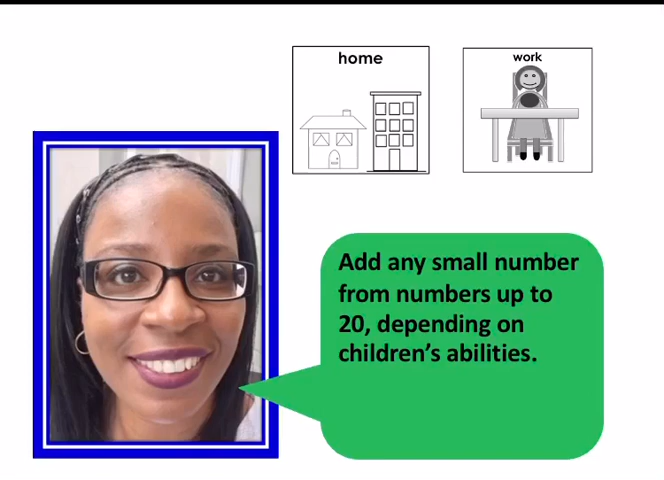 home
work
Add any small number
from numbers up to
20, depending on
children's abilities.